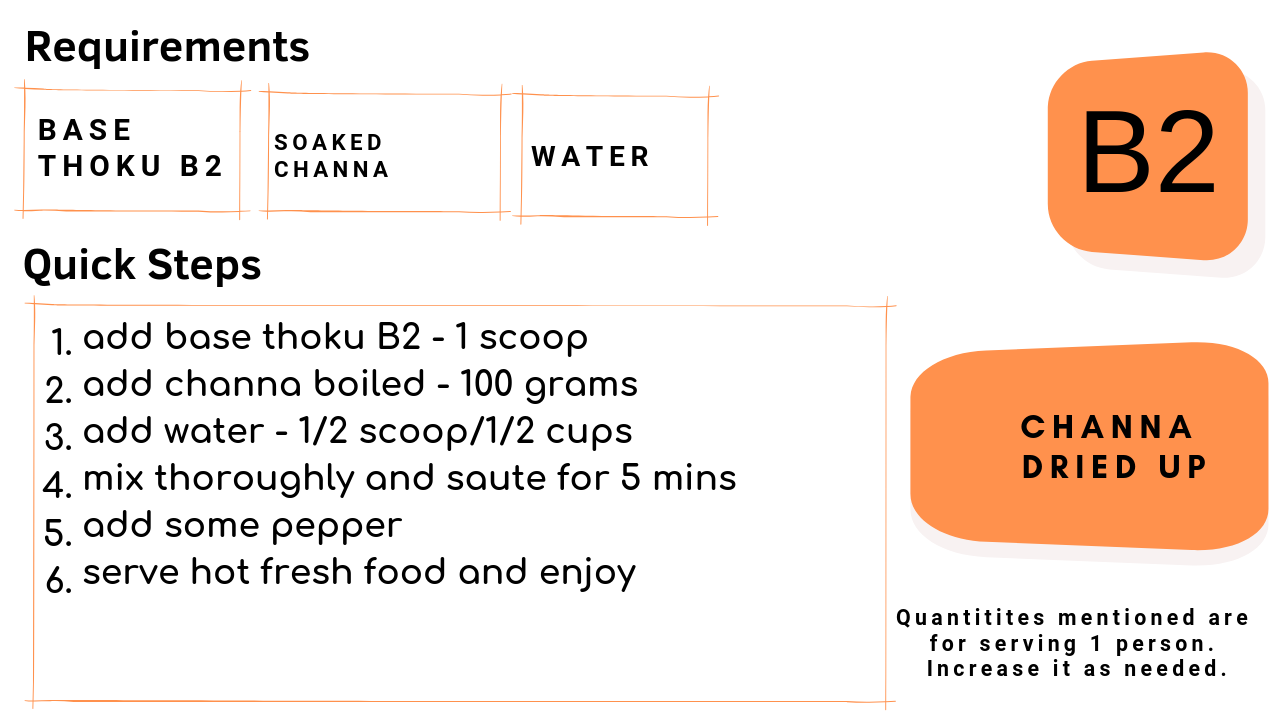 Requirements
BASE
THOKU B2
SOAKED
CHANNA
WATER
B2
Quick Steps
1. add base thoku B2 - 1 scoop
2. add channa boiled - 100 grams
3. add water - 1/2 scoop/1/2 cups
4. mix thoroughly and saute for 5 mins
5. add some pepper
6. serve hot fresh food and enjoy
CHANNA
DRIED UP
Quantitites mentioned are
for serving 1 person.
Increase it as needed.